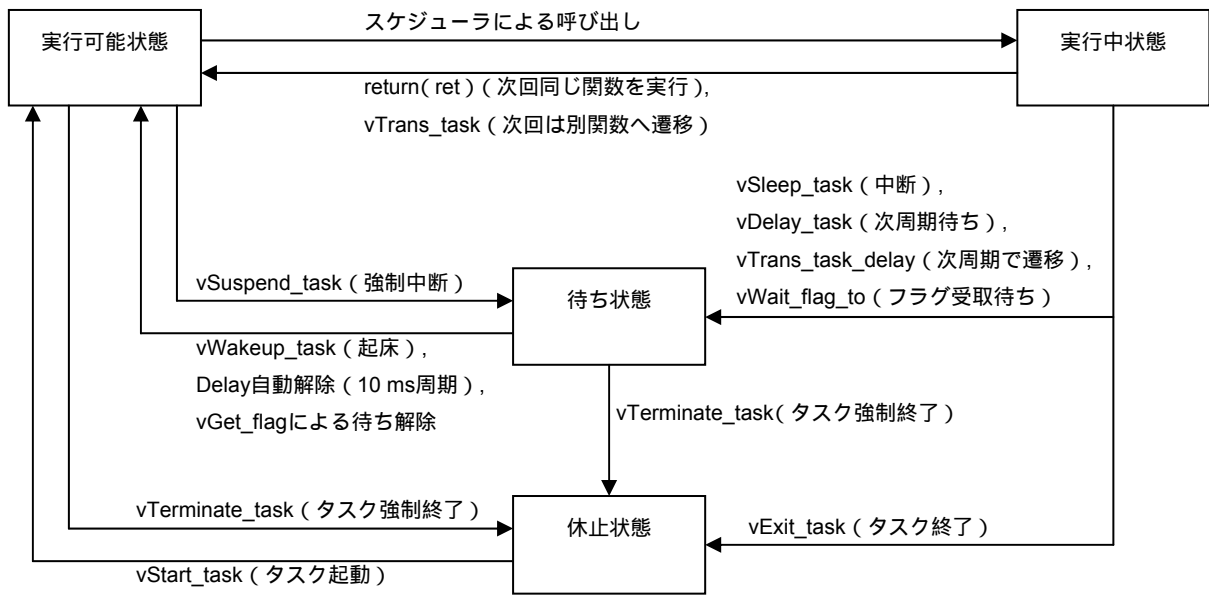 スケジューラによる呼び出し
実行可能状態
実行中状態
return( ret ) ( 次回同じ関数を実行 ) ,
vTrans_task ( 次回は別関数へ遷移 )
vSleep_task ( 中断 ) ,
vDelay_task ( 次周期待ち ) ,
vTrans_task_delay ( 次周期で遷移 ) ,
vWait_flag_to ( フラグ受取待ち )
vSuspend_task ( 強制中断 )
待ち状態
vWakeup_task ( 起床 ) ,
Delay自動解除 ( 10 ms周期 ) ,
vGet_flagによる待ち解除
vTerminate_task( タスク強制終了 )
vTerminate_task ( タスク強制終了 )
休止状態
vExit_task ( タスク終了 )
vStart_task ( タスク起動 )